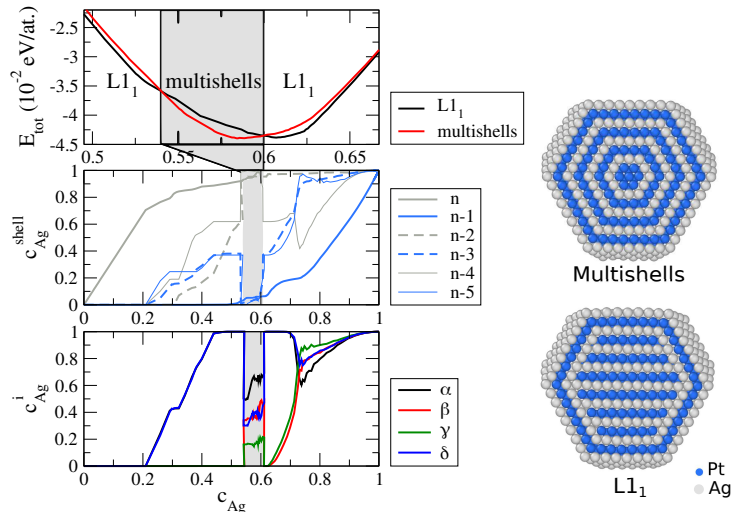 E_tot (10^-2 eV/at.)
-2.5
-3
-3.5
-4
-4.5
L1_1
multishells
L1_1
0.5
0.55
0.6
0.65
L1_1
multishells
c_Ag^shell
1
0.8
0.6
0.4
0.2
0
0
0.2
0.4
0.6
0.8
1
n
n-1
n-2
n-3
n-4
n-5
c_Ag^i
1
0.8
0.6
0.4
0.2
0
0
0.2
0.4
0.6
0.8
1
c_Ag
α
β
γ
δ
Multishells
L1_1
Pt
Ag